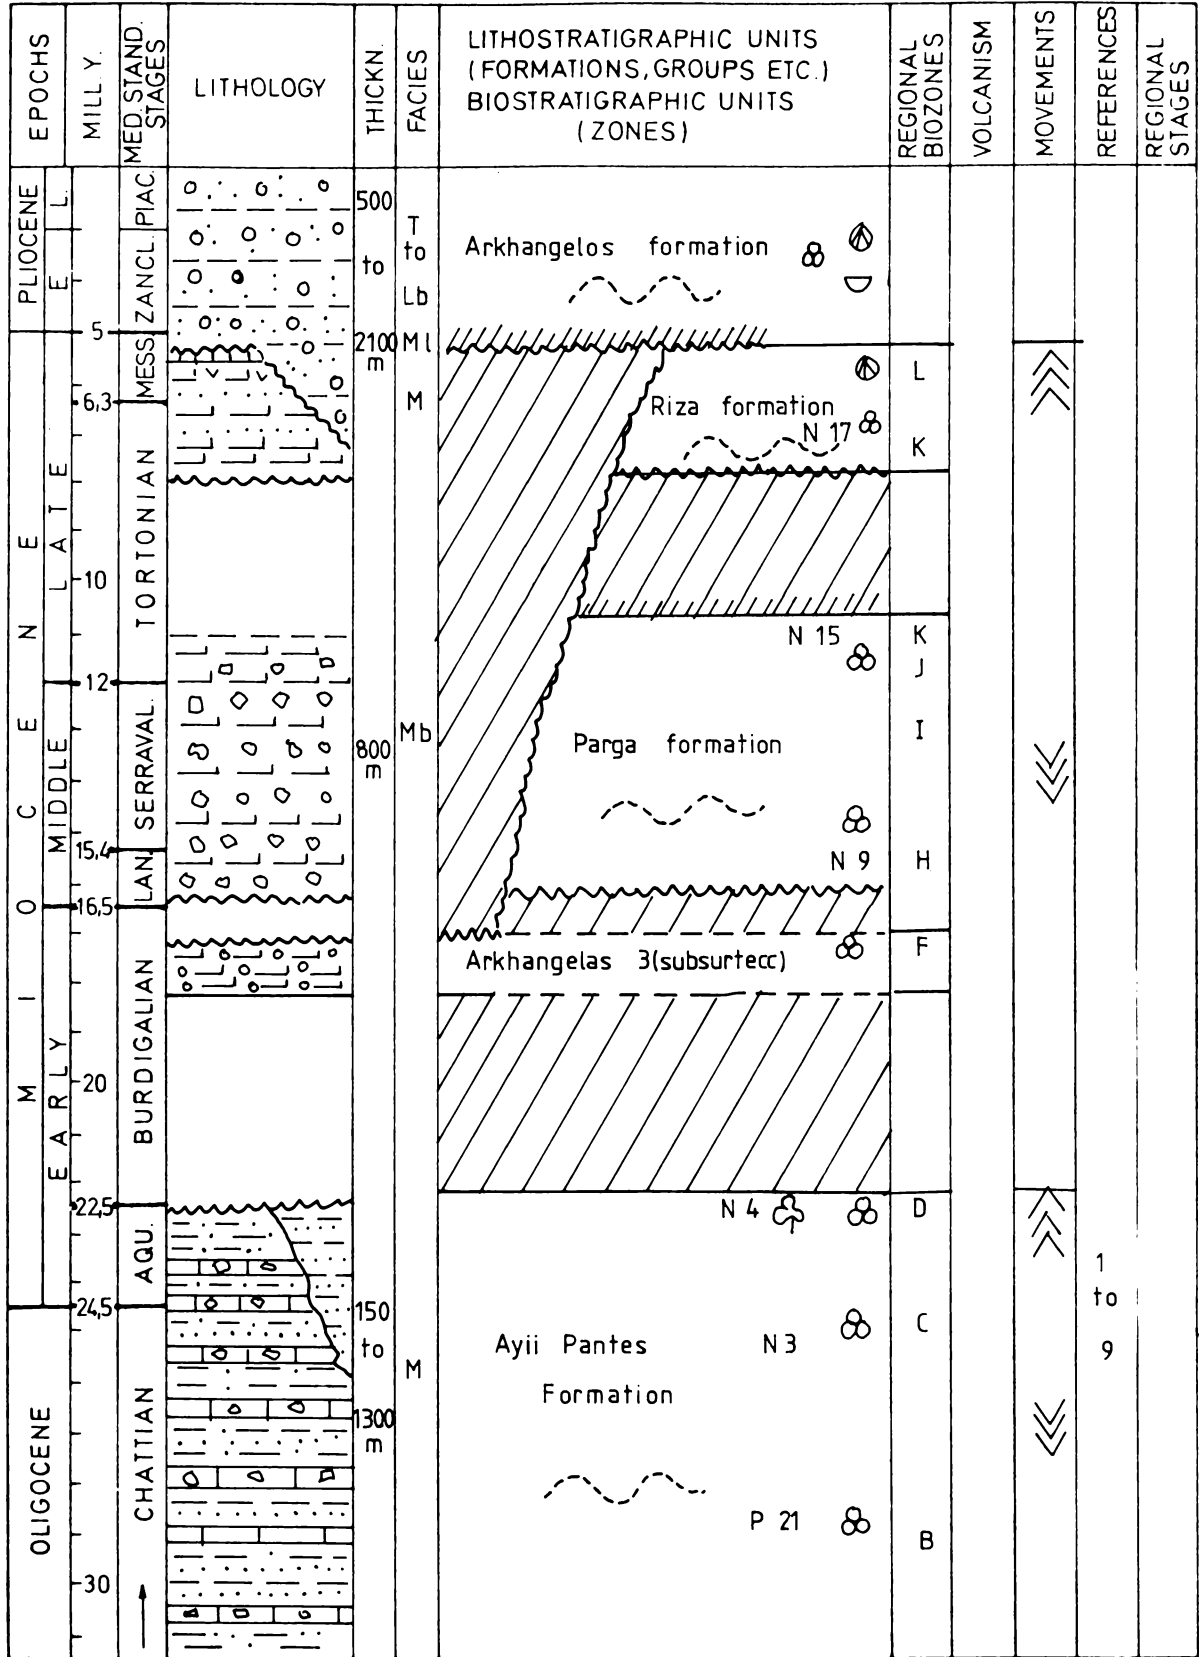 EPOCHS
MILL.Y.
MED.STAND.
STAGES
LITHOLOGY
THICKN.
FACIES
LITHOSTRATIGRAPHIC UNITS
(FORMATIONS, GROUPS ETC.)
BIOSTRATIGRAPHIC UNITS
(ZONES)
REGIONAL
BIOZONES
VOLCANISM
MOVEMENTS
REFERENCES
REGIONAL
STAGES
PLIOCENE
L.
E
PIAC.
ZANCL.
500
to
2100
m
T
to
Lb
Arkhangelos formation
5
MESS.
Ml
6,3
M
Riza formation
N 17
L
K
MIOCENE
LATE
TORTONIAN
10
N 15
K
J
12
MIDDLE
SERRAVAL.
800
m
Mb
Parga formation
I
15,4
LAN.
N 9
H
16,5
EARLY
BURDIGALIAN
Arkhangelas 3(subsurtecc)
F
20
22,5
AQU.
N 4
D
24,5
1
to
9
150
to
1300
m
M
Ayii Pantes
Formation
N 3
C
OLIGOCENE
CHATTIAN
P 21
B
30